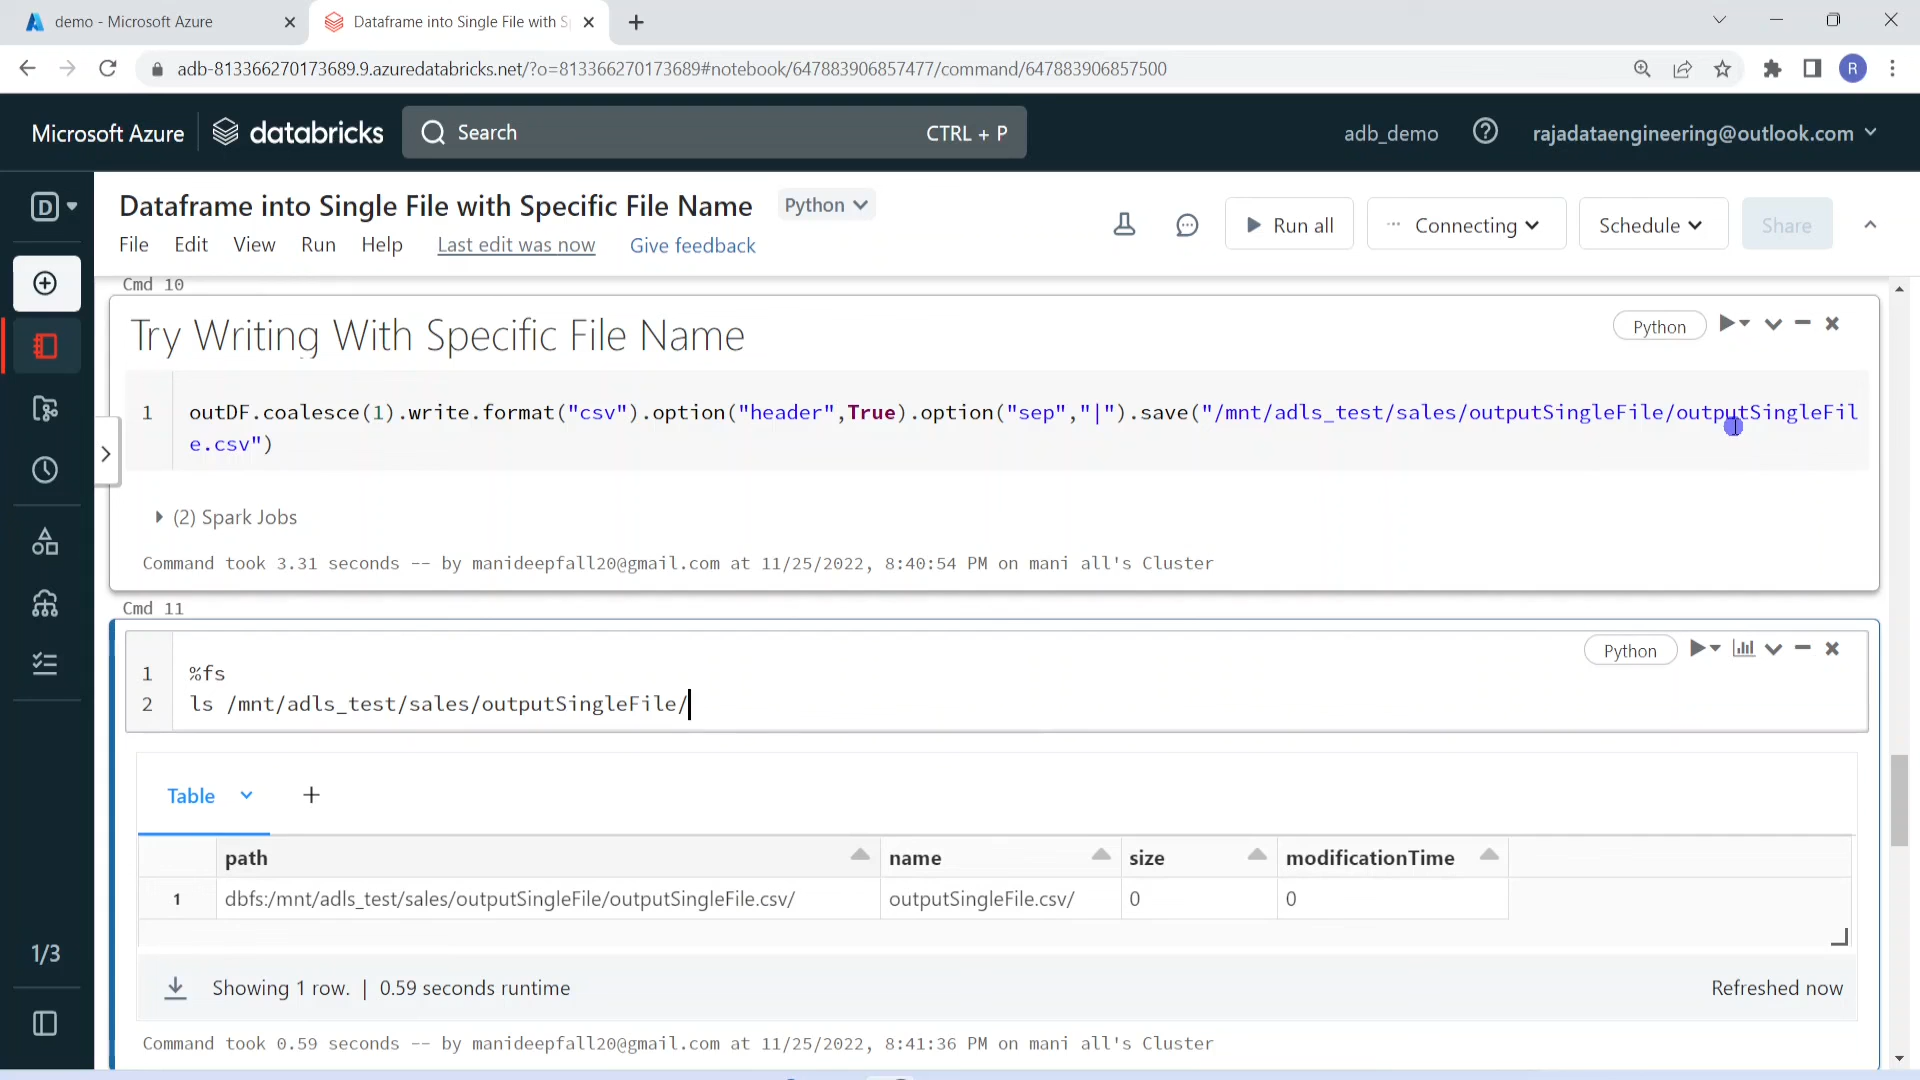 demo - Microsoft Azure
Dataframe into Single File with S
adb-813366270173689.9.azuredatabricks.net/?o=813366270173689#notebook/647883906857477/command/647883906857500
R
Microsoft Azure
databricks
Search
CTRL + P
adb_demo
rajadataengineering@outlook.com
D
Dataframe into Single File with Specific File Name
Python
File Edit View Run Help Last edit was now Give feedback
Run all
Connecting
Schedule
Share
Cmd 10
Try Writing With Specific File Name
Python
1 outDF.coalesce(1).write.format("csv").option("header",True).option("sep","|").save("/mnt/adls_test/sales/outputSingleFile/outputSingleFil
e.csv")
(2) Spark Jobs
Command took 3.31 seconds -- by manideepfall20@gmail.com at 11/25/2022, 8:40:54 PM on mani all's Cluster
Cmd 11
Python
1 %fs
2 ls /mnt/adls_test/sales/outputSingleFile/
Table
path name size modificationTime
1 dbfs:/mnt/adls_test/sales/outputSingleFile/outputSingleFile.csv/ outputSingleFile.csv/ 0 0
1/3
Showing 1 row. | 0.59 seconds runtime
Refreshed now
Command took 0.59 seconds -- by manideepfall20@gmail.com at 11/25/2022, 8:41:36 PM on mani all's Cluster